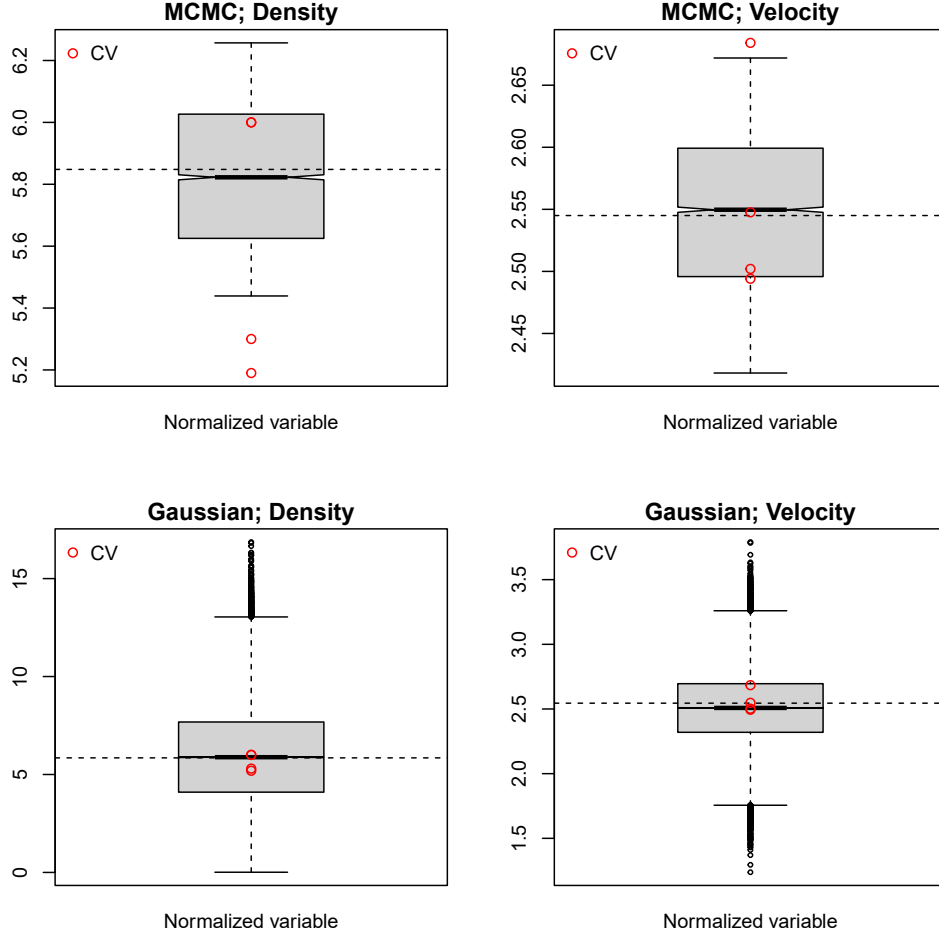 MCMC; Density
CV
6.2
6.0
5.8
5.6
5.4
5.2
Normalized variable
MCMC; Velocity
CV
2.65
2.60
2.55
2.50
2.45
Normalized variable
Gaussian; Density
CV
15
10
5
0
Normalized variable
Gaussian; Velocity
CV
3.5
3.0
2.5
2.0
1.5
Normalized variable